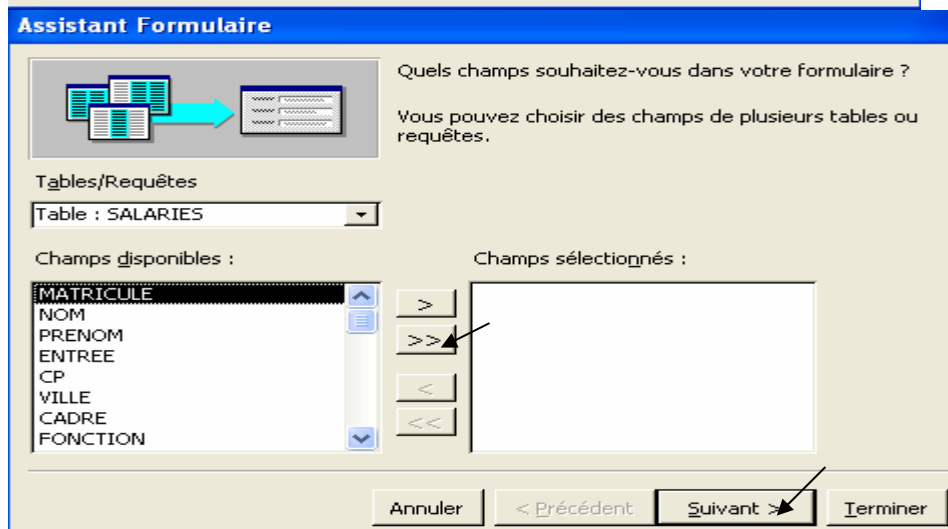 Assistant Formulaire
Quels champs souhaitez-vous dans votre formulaire ?
Vous pouvez choisir des champs de plusieurs tables ou
requêtes.
Tables/Requêtes
Table : SALARIES
Champs disponibles :
MATRICULE
NOM
PRENOM
ENTREE
CP
VILLE
CADRE
FONCTION
>
>>
<
<<
Champs sélectionnés :
Annuler
< Précédent
Suivant >
Terminer